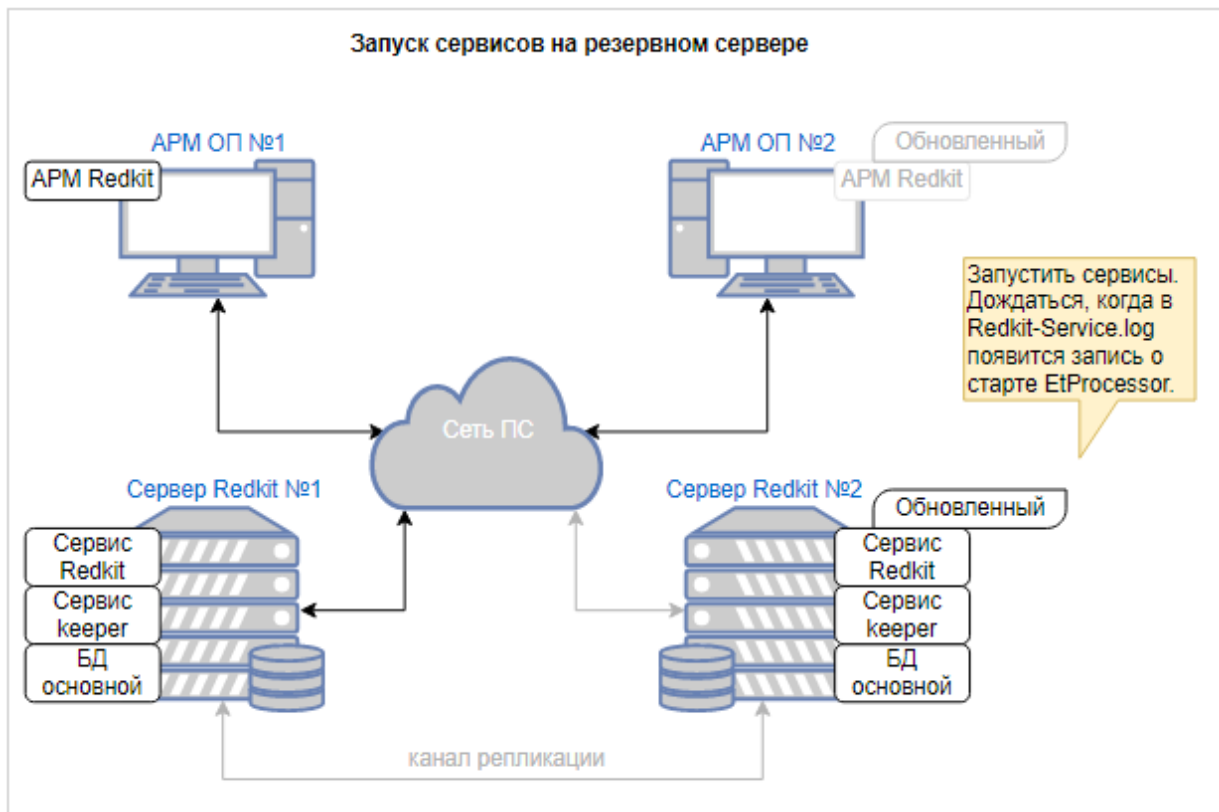 Запуск сервисов на резервном сервере
АРМ ОП №1
АРМ Redkit
АРМ ОП №2
Обновленный
АРМ Redkit
Запустить сервисы.
Дождаться, когда в
Redkit-Service.log
появится запись о
старте EtProcessor.
Сеть ПС
Сервер Redkit №1
Сервис
Redkit
Сервис
keeper
БД
основной
Сервер Redkit №2
Обновленный
Сервис
Redkit
Сервис
keeper
БД
основной
канал репликации